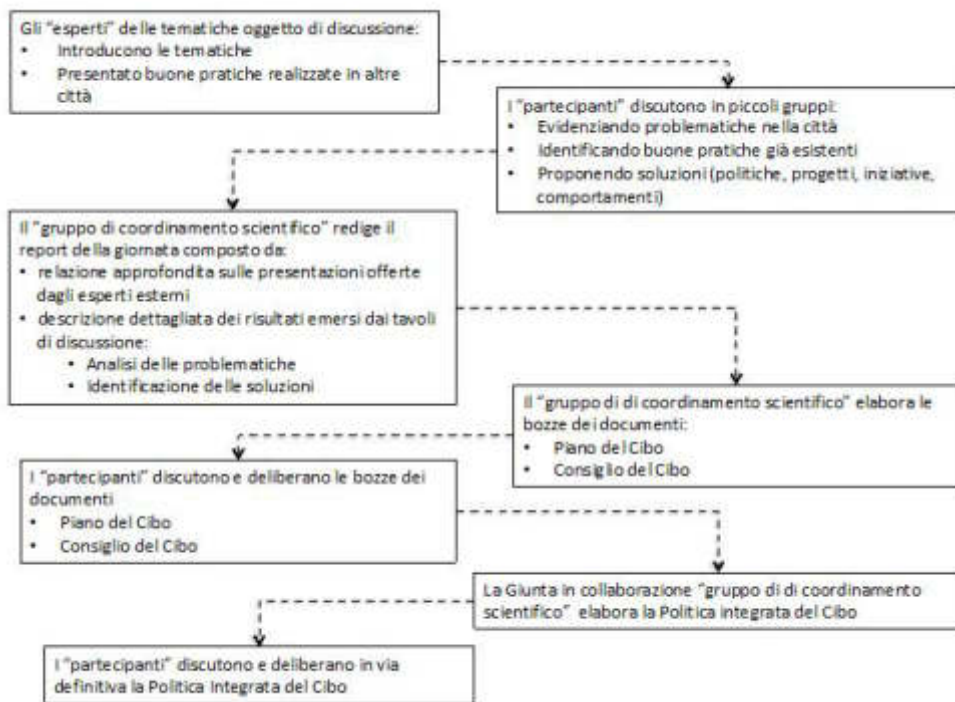 Gli "esperti" delle tematiche oggetto di discussione:
• Introducono le tematiche
• Presentato buone pratiche realizzate in altre
città
I "partecipanti" discutono in piccoli gruppi:
• Evidenziando problematiche nella città
• Identificando buone pratiche già esistenti
• Proponendo soluzioni (politiche, progetti, iniziative,
comportamenti)
Il "gruppo di coordinamento scientifico" redige il
report della giornata composto da:
• relazione approfondita sulle presentazioni offerte
dagli esperti esterni
• descrizione dettagliata dei risultati emersi dai tavoli
di discussione:
• Analisi delle problematiche
• Identificazione delle soluzioni
Il "gruppo di di coordinamento scientifico" elabora le
bozze dei documenti:
• Piano del Cibo
• Consiglio del Cibo
I "partecipanti" discutono e deliberano le bozze dei
documenti
• Piano del Cibo
• Consiglio del Cibo
La Giunta in collaborazione "gruppo di di coordinamento
scientifico" elabora la Politica integrata del Cibo
I "partecipanti" discutono e deliberano in via
definitiva la Politica Integrata del Cibo